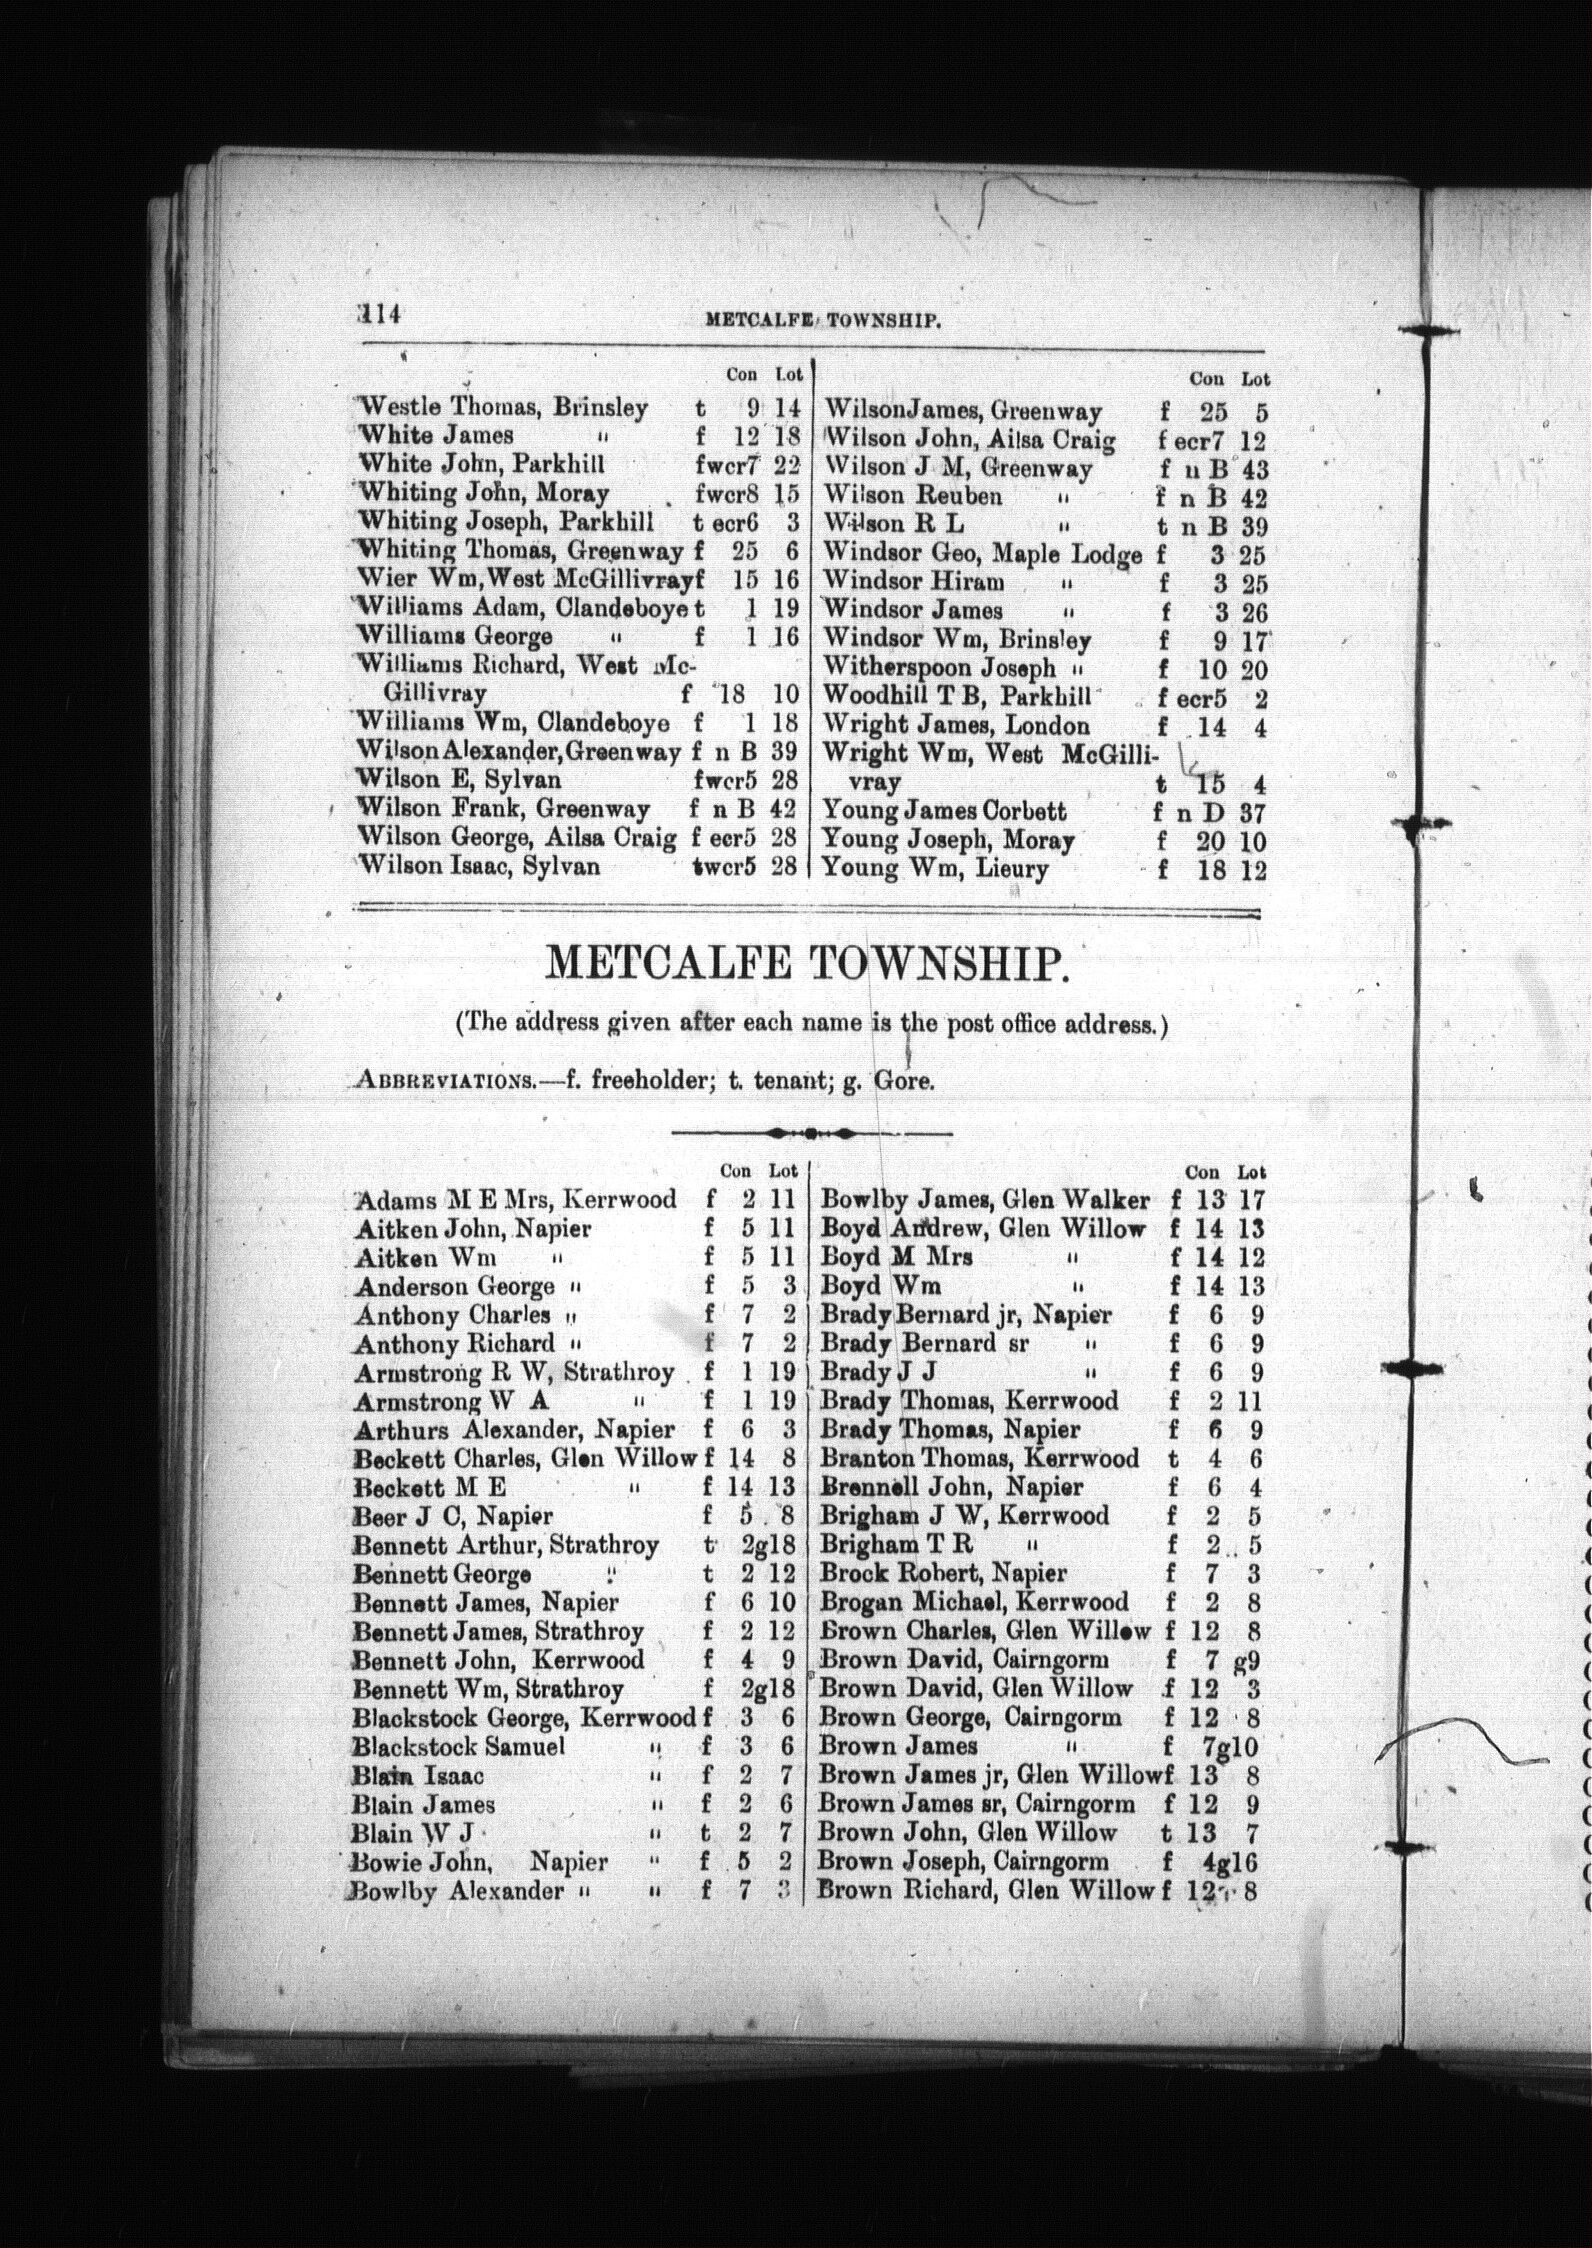 114
METCALFE TOWNSHIP.
Con Lot
Westle Thomas, Brinsley t 9 14
White James " f 12 18
White John, Parkhill fwcr7 22
Whiting John, Moray fwcr8 15
Whiting Joseph, Parkhill t ecr6 3
Whiting Thomas, Greenway f 25 6
Wier Wm, West McGillivray f 15 16
Williams Adam, Clandeboye t 1 19
Williams George " f 1 16
Williams Richard, West Mc-
Gillivray f 18 10
Williams Wm, Clandeboye f 1 18
Wilson Alexander, Greenway f n B 39
Wilson E, Sylvan fwcr5 28
Wilson Frank, Greenway f n B 42
Wilson George, Ailsa Craig f ecr5 28
Wilson Isaac, Sylvan twcr5 28
Con Lot
Wilson James, Greenway f 25 5
Wilson John, Ailsa Craig f ecr7 12
Wilson J M, Greenway f n B 43
Wilson Reuben " f n B 42
Wilson R L " t n B 39
Windsor Geo, Maple Lodge f 3 25
Windsor Hiram " f 3 25
Windsor James " f 3 26
Windsor Wm, Brinsley f 9 17
Witherspoon Joseph " f 10 20
Woodhill T B, Parkhill f ecr5 2
Wright James, London f 14 4
Wright Wm, West McGilli-
vray t 15 4
Young James Corbett f n D 37
Young Joseph, Moray f 20 10
Young Wm, Lieury f 18 12
METCALFE TOWNSHIP.
(The address given after each name is the post office address.)
ABBREVIATIONS.—f. freeholder; t. tenant; g. Gore.
Con Lot
Adams M E Mrs, Kerrwood f 2 11
Aitken John, Napier f 5 11
Aitken Wm " f 5 11
Anderson George " f 5 3
Anthony Charles " f 7 2
Anthony Richard " f 7 2
Armstrong R W, Strathroy f 1 19
Armstrong W A " f 1 19
Arthurs Alexander, Napier f 6 3
Beckett Charles, Glen Willow f 14 8
Beckett M E " f 14 13
Beer J C, Napier f 5 8
Bennett Arthur, Strathroy t 2g18
Bennett George " t 2 12
Bennett James, Napier f 6 10
Bennett James, Strathroy f 2 12
Bennett John, Kerrwood f 4 9
Bennett Wm, Strathroy f 2g18
Blackstock George, Kerrwood f 3 6
Blackstock Samuel " f 3 6
Blain Isaac " f 2 7
Blain James " f 2 6
Blain W J " t 2 7
Bowie John, Napier " f 5 2
Bowlby Alexander " " f 7 3
Con Lot
Bowlby James, Glen Walker f 13 17
Boyd Andrew, Glen Willow f 14 13
Boyd M Mrs " f 14 12
Boyd Wm " f 14 13
Brady Bernard jr, Napier f 6 9
Brady Bernard sr " f 6 9
Brady J J " f 6 9
Brady Thomas, Kerrwood f 2 11
Brady Thomas, Napier f 6 9
Branton Thomas, Kerrwood t 4 6
Brennell John, Napier f 6 4
Brigham J W, Kerrwood f 2 5
Brigham T R " f 2 5
Brock Robert, Napier f 7 3
Brogan Michael, Kerrwood f 2 8
Brown Charles, Glen Willow f 12 8
Brown David, Cairngorm f 7 g9
Brown David, Glen Willow f 12 3
Brown George, Cairngorm f 12 8
Brown James " f 7g10
Brown James jr, Glen Willow f 13 8
Brown James sr, Cairngorm f 12 9
Brown John, Glen Willow t 13 7
Brown Joseph, Cairngorm f 4g16
Brown Richard, Glen Willow f 12 8